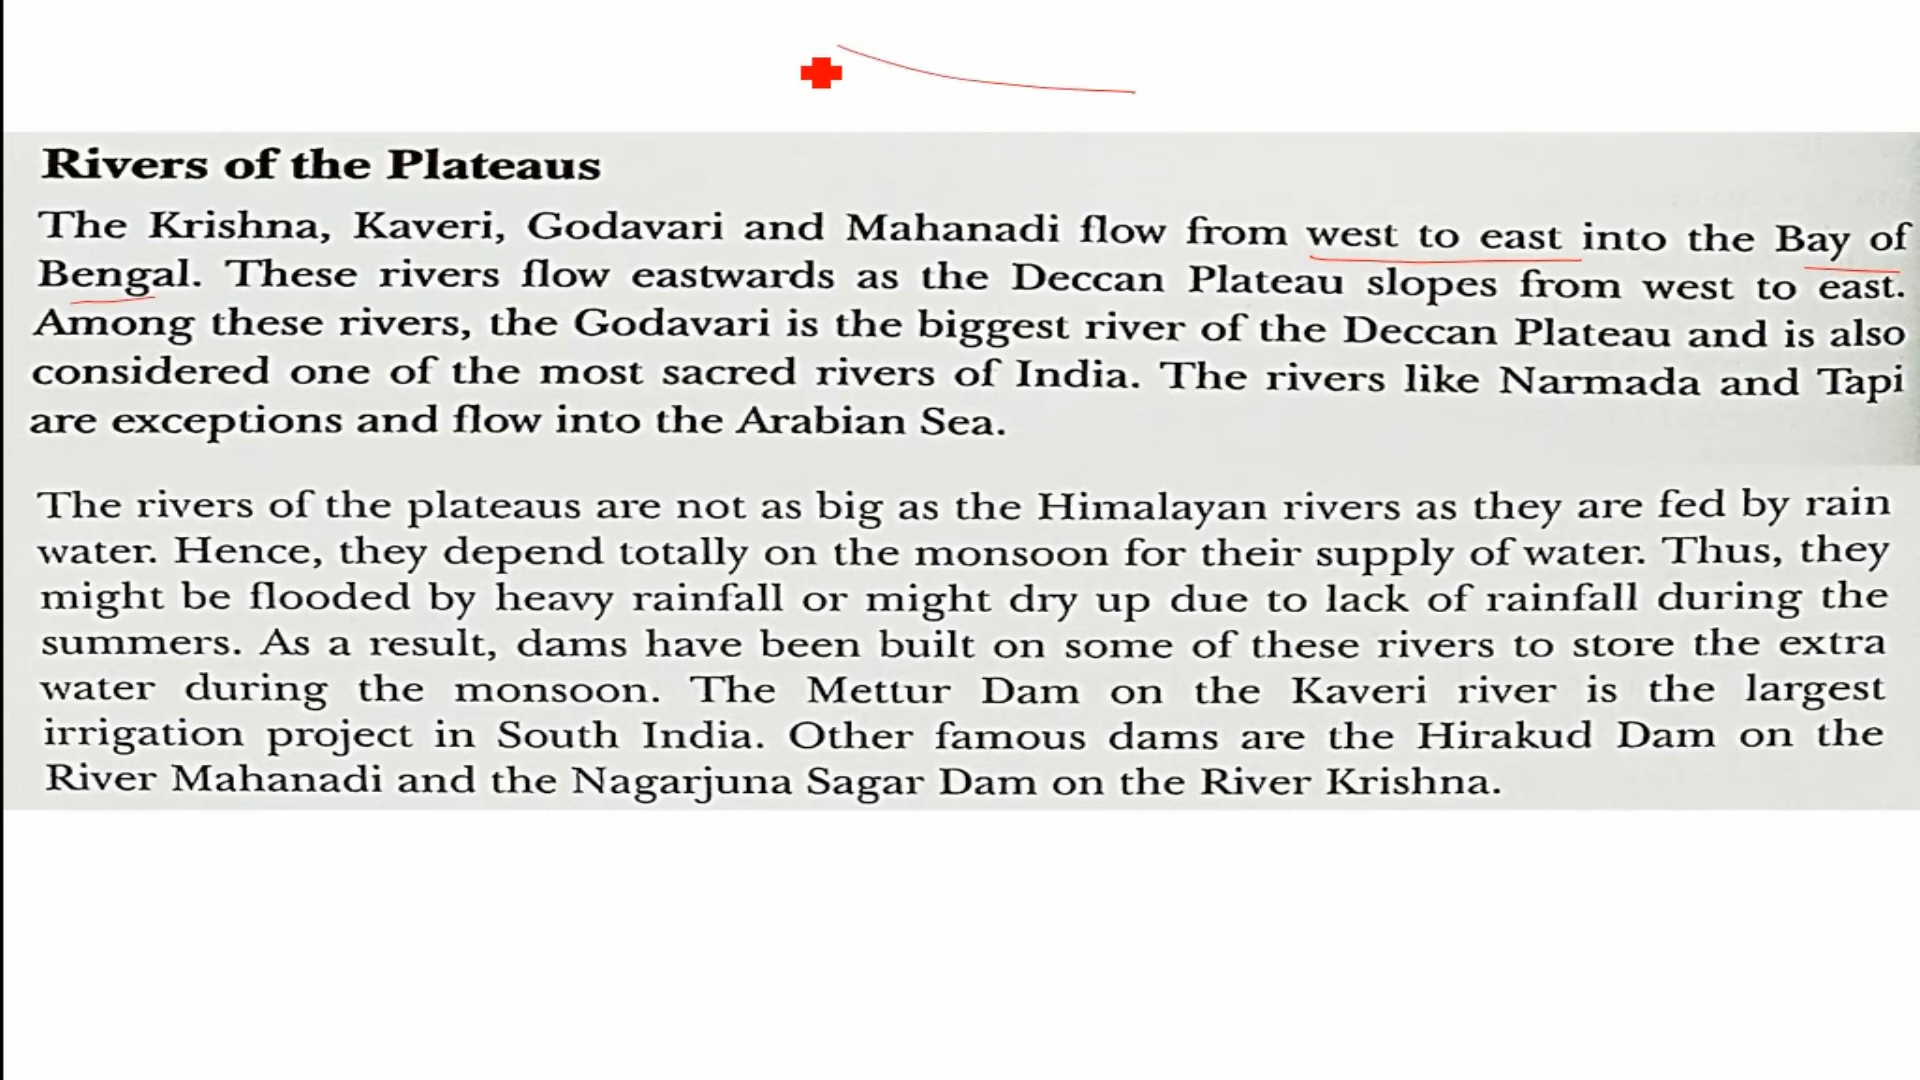 Rivers of the Plateaus
The Krishna, Kaveri, Godavari and Mahanadi flow from west to east into the Bay of
Bengal. These rivers flow eastwards as the Deccan Plateau slopes from west to east.
Among these rivers, the Godavari is the biggest river of the Deccan Plateau and is also
considered one of the most sacred rivers of India. The rivers like Narmada and Tapi
are exceptions and flow into the Arabian Sea.
The rivers of the plateaus are not as big as the Himalayan rivers as they are fed by rain
water. Hence, they depend totally on the monsoon for their supply of water. Thus, they
might be flooded by heavy rainfall or might dry up due to lack of rainfall during the
summers. As a result, dams have been built on some of these rivers to store the extra
water during the monsoon. The Mettur Dam on the Kaveri river is the largest
irrigation project in South India. Other famous dams are the Hirakud Dam on the
River Mahanadi and the Nagarjuna Sagar Dam on the River Krishna.